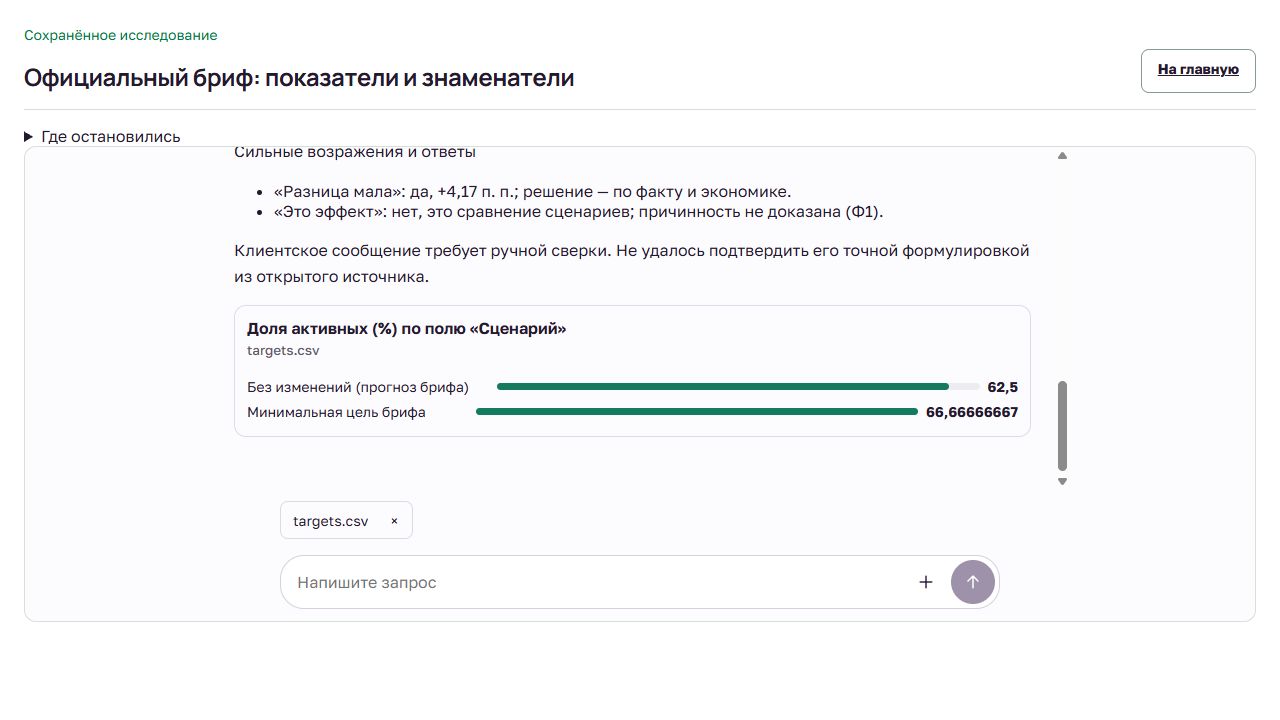 Сохранённое исследование
Официальный бриф: показатели и знаменатели
На главную
Где остановились
Сильные возражения и ответы
«Разница мала»: да, +4,17 п. п.; решение — по факту и экономике.
«Это эффект»: нет, это сравнение сценариев; причинность не доказана (Ф1).
Клиентское сообщение требует ручной сверки. Не удалось подтвердить его точной формулировкой
из открытого источника.
Доля активных (%) по полю «Сценарий»
targets.csv
Без изменений (прогноз брифа) 62,5
Минимальная цель брифа 66,66666667
targets.csv ×
Напишите запрос